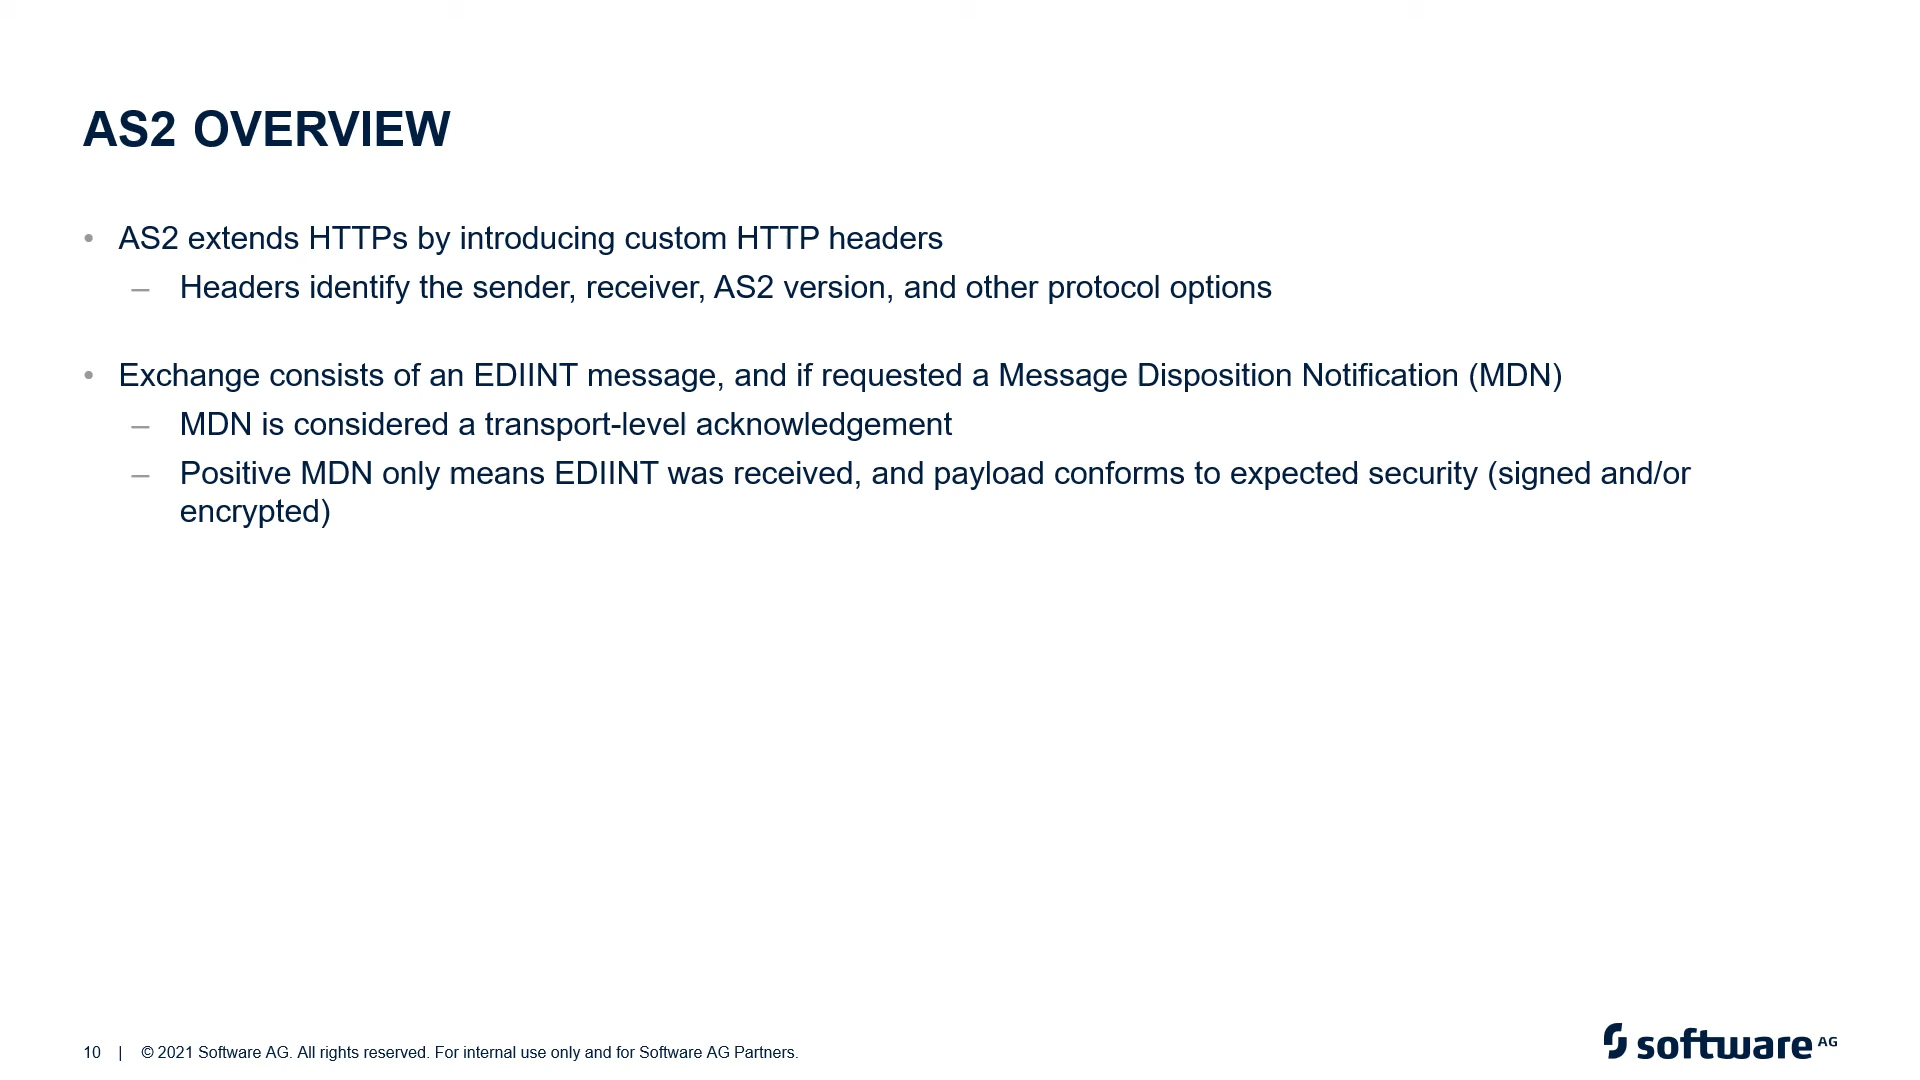 AS2 OVERVIEW
• AS2 extends HTTPs by introducing custom HTTP headers
– Headers identify the sender, receiver, AS2 version, and other protocol options
• Exchange consists of an EDIINT message, and if requested a Message Disposition Notification (MDN)
– MDN is considered a transport-level acknowledgement
– Positive MDN only means EDIINT was received, and payload conforms to expected security (signed and/or
encrypted)
10 | © 2021 Software AG. All rights reserved. For internal use only and for Software AG Partners.
software AG